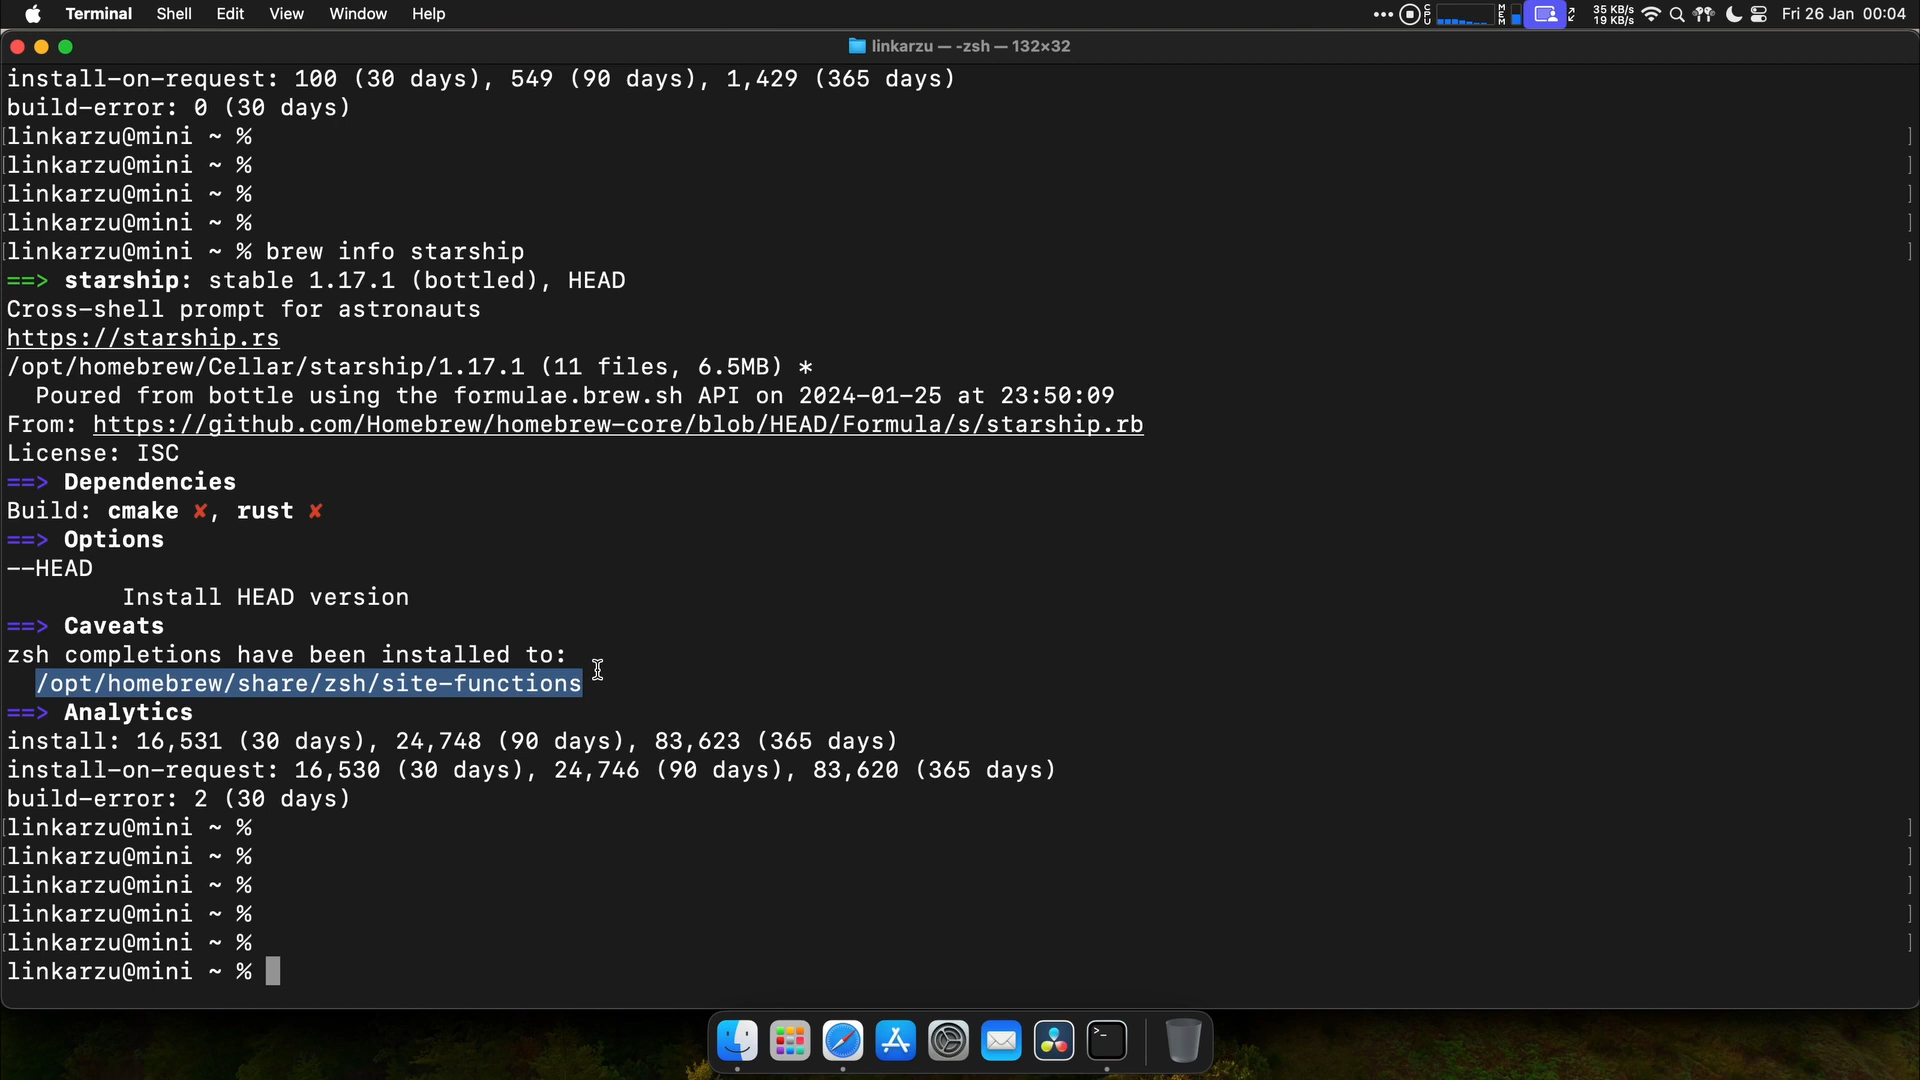 Terminal Shell Edit View Window Help 35 KB/s 19 KB/s Fri 26 Jan 00:04
CPU MEM
linkarzu — -zsh — 132×32
install-on-request: 100 (30 days), 549 (90 days), 1,429 (365 days)
build-error: 0 (30 days)
[linkarzu@mini ~ % ]
[linkarzu@mini ~ % ]
[linkarzu@mini ~ % ]
[linkarzu@mini ~ % ]
[linkarzu@mini ~ % brew info starship ]
==> starship: stable 1.17.1 (bottled), HEAD
Cross-shell prompt for astronauts
https://starship.rs
/opt/homebrew/Cellar/starship/1.17.1 (11 files, 6.5MB) *
  Poured from bottle using the formulae.brew.sh API on 2024-01-25 at 23:50:09
From: https://github.com/Homebrew/homebrew-core/blob/HEAD/Formula/s/starship.rb
License: ISC
==> Dependencies
Build: cmake ✘, rust ✘
==> Options
--HEAD
        Install HEAD version
==> Caveats
zsh completions have been installed to:
  /opt/homebrew/share/zsh/site-functions
==> Analytics
install: 16,531 (30 days), 24,748 (90 days), 83,623 (365 days)
install-on-request: 16,530 (30 days), 24,746 (90 days), 83,620 (365 days)
build-error: 2 (30 days)
[linkarzu@mini ~ % ]
[linkarzu@mini ~ % ]
[linkarzu@mini ~ % ]
[linkarzu@mini ~ % ]
[linkarzu@mini ~ % ]
linkarzu@mini ~ %